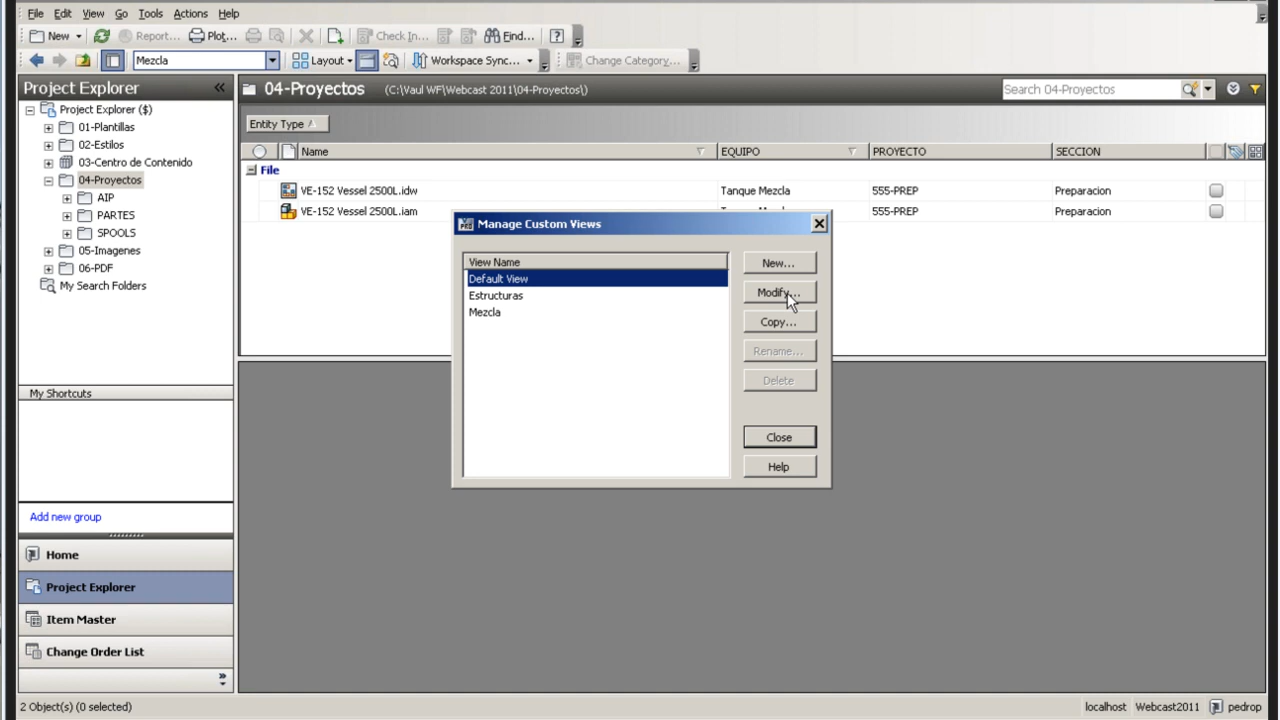 File Edit View Go Tools Actions Help
New Report... Plot... Check In... Find...
Mezcla Layout Workspace Sync... Change Category...
Project Explorer
04-Proyectos (C:\Vaul WF\Webcast 2011\04-Proyectos\) Search 04-Proyectos
Project Explorer ($)
01-Plantillas
02-Estilos
03-Centro de Contenido
04-Proyectos
AIP
PARTES
SPOOLS
05-Imagenes
06-PDF
My Search Folders
Entity Type
Name EQUIPO PROYECTO SECCION
File
VE-152 Vessel 2500L.idw Tanque Mezcla 555-PREP Preparacion
VE-152 Vessel 2500L.iam 555-PREP Preparacion
Manage Custom Views
View Name
Default View
Estructuras
Mezcla
New...
Modify...
Copy...
Rename...
Delete
Close
Help
My Shortcuts
Add new group
Home
Project Explorer
Item Master
Change Order List
2 Object(s) (0 selected) localhost Webcast2011 pedrop